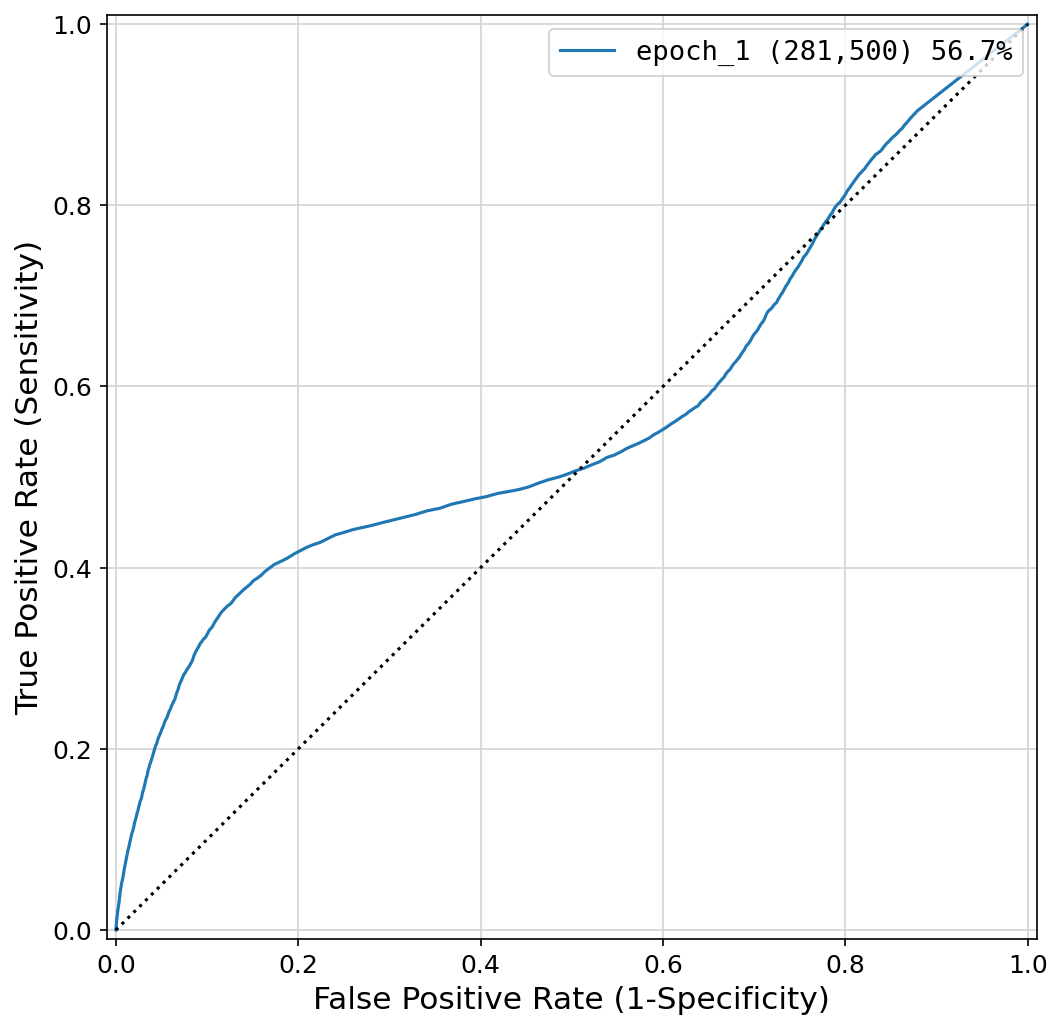 epoch_1 (281,500) 56.7%
True Positive Rate (Sensitivity)
1.0
0.8
0.6
0.4
0.2
0.0
0.0 0.2 0.4 0.6 0.8 1.0
False Positive Rate (1-Specificity)